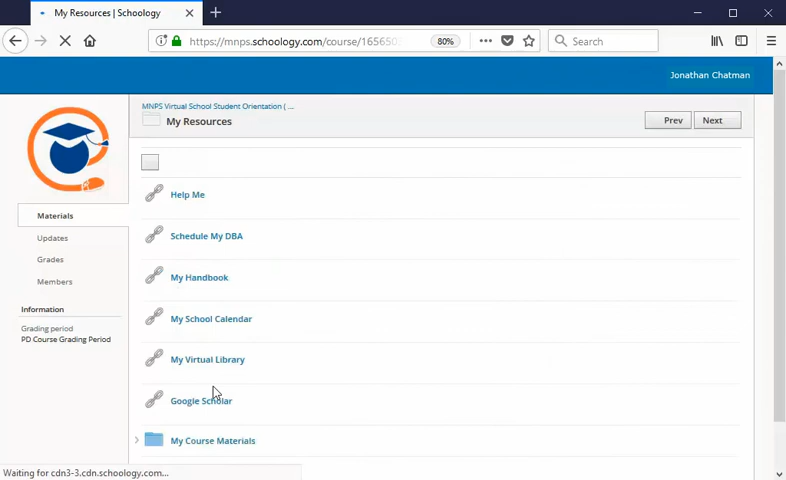 My Resources | Schoology
https://mnps.schoology.com/course/165650
80%
Search
Jonathan Chatman
MNPS Virtual School Student Orientation ( ...
My Resources
Prev
Next
Help Me
Materials
Updates
Schedule My DBA
Grades
My Handbook
Members
Information
My School Calendar
Grading period
PD Course Grading Period
My Virtual Library
Google Scholar
My Course Materials
Waiting for cdn3-3.cdn.schoology.com...